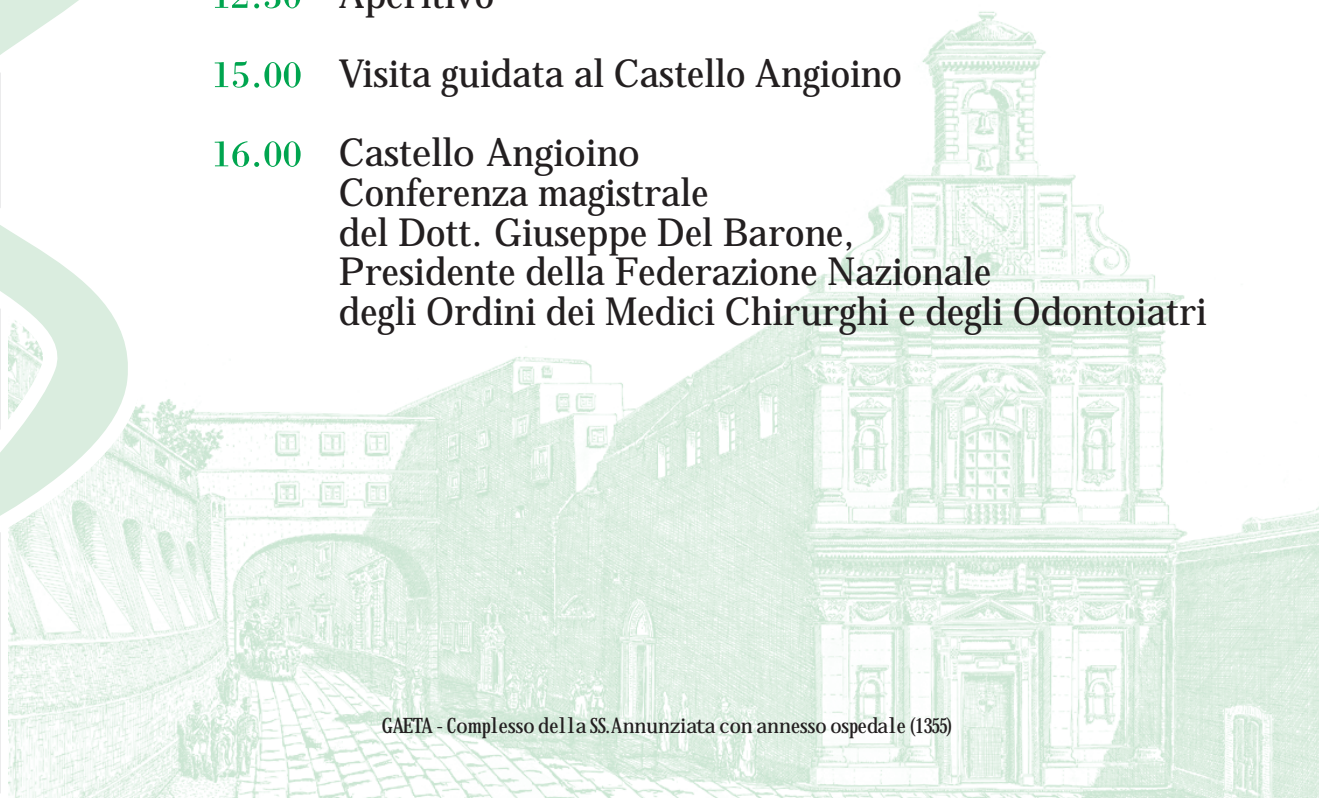 12.30 Aperitivo
15.00 Visita guidata al Castello Angioino
16.00 Castello Angioino
Conferenza magistrale
del Dott. Giuseppe Del Barone,
Presidente della Federazione Nazionale
degli Ordini dei Medici Chirurghi e degli Odontoiatri
GAETA - Complesso della SS.Annunziata con annesso ospedale (1355)